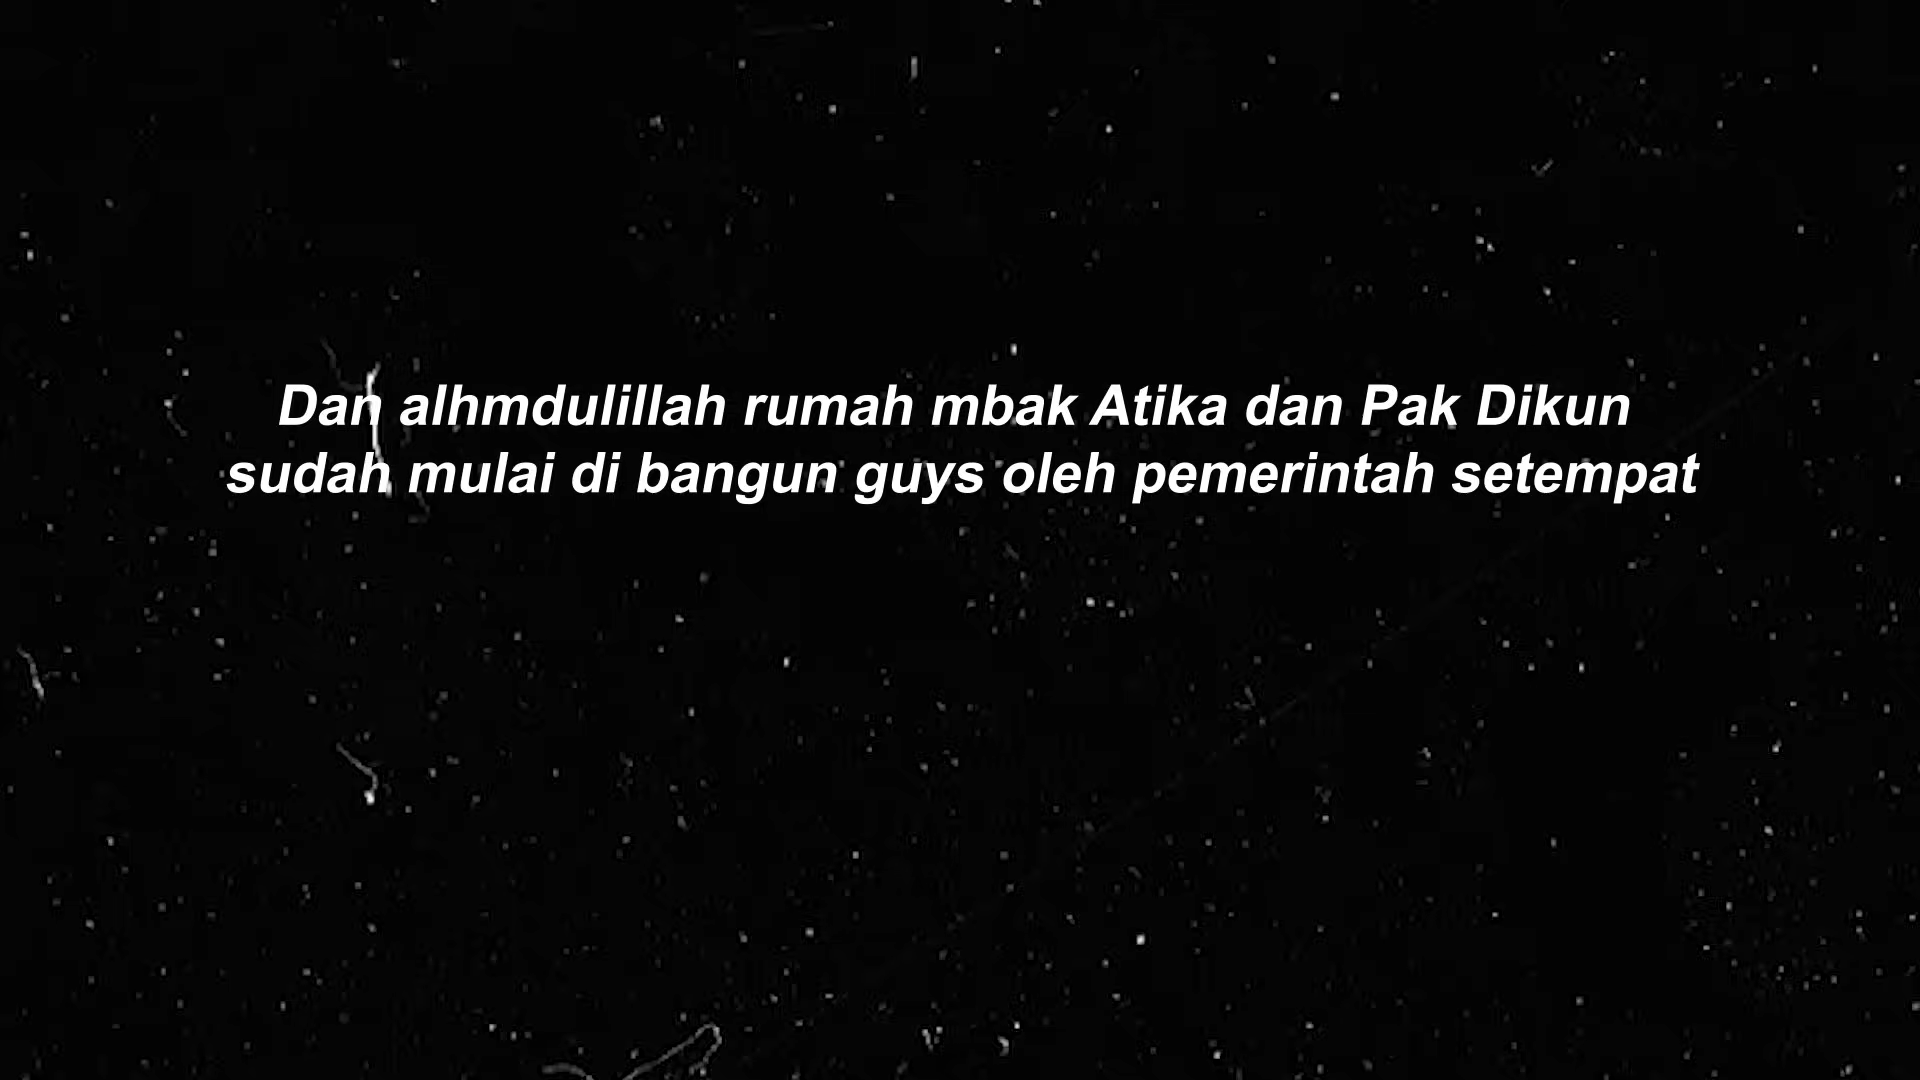 Dan alhmdulillah rumah mbak Atika dan Pak Dikun
sudah mulai di bangun guys oleh pemerintah setempat